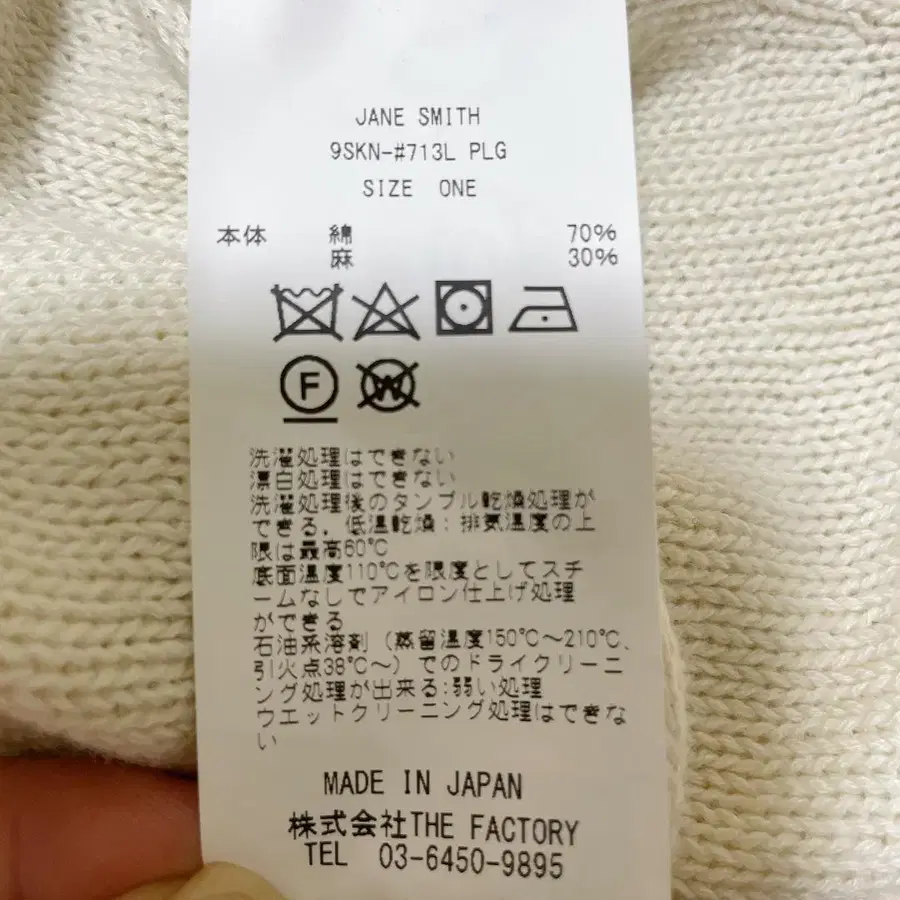 JANE SMITH
9SKN-#713L PLG
SIZE ONE
本体 綿 70%
麻 30%
F
W
洗濯処理はできない
漂白処理はできない
洗濯処理後のタンブル乾燥処理が
できる。低温乾燥:排気温度の上
限は最高60℃
底面温度110℃を限度としてスチ
ームなしでアイロン仕上げ処理
ができる
石油系溶剤(蒸留温度150℃~210℃、
引火点38℃~)でのドライクリーニ
ング処理が出来る:弱い処理
ウエットクリーニング処理はできな
い
MADE IN JAPAN
株式会社THE FACTORY
TEL 03-6450-9895